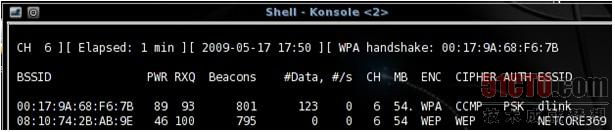 Shell - Konsole <2>
CH 6 ][ Elapsed: 1 min ][ 2009-05-17 17:50 ][ WPA handshake: 00:17:9A:68:F6:7B
BSSID PWR RXQ Beacons #Data, #/s CH MB ENC CIPHER AUTH ESSID
00:17:9A:68:F6:7B 89 93 801 123 0 6 54. WPA CCMP PSK dlink
08:10:74:2B:AB:9E 46 100 795 0 0 6 54 WEP WEP NETCORE369
51CTO.com